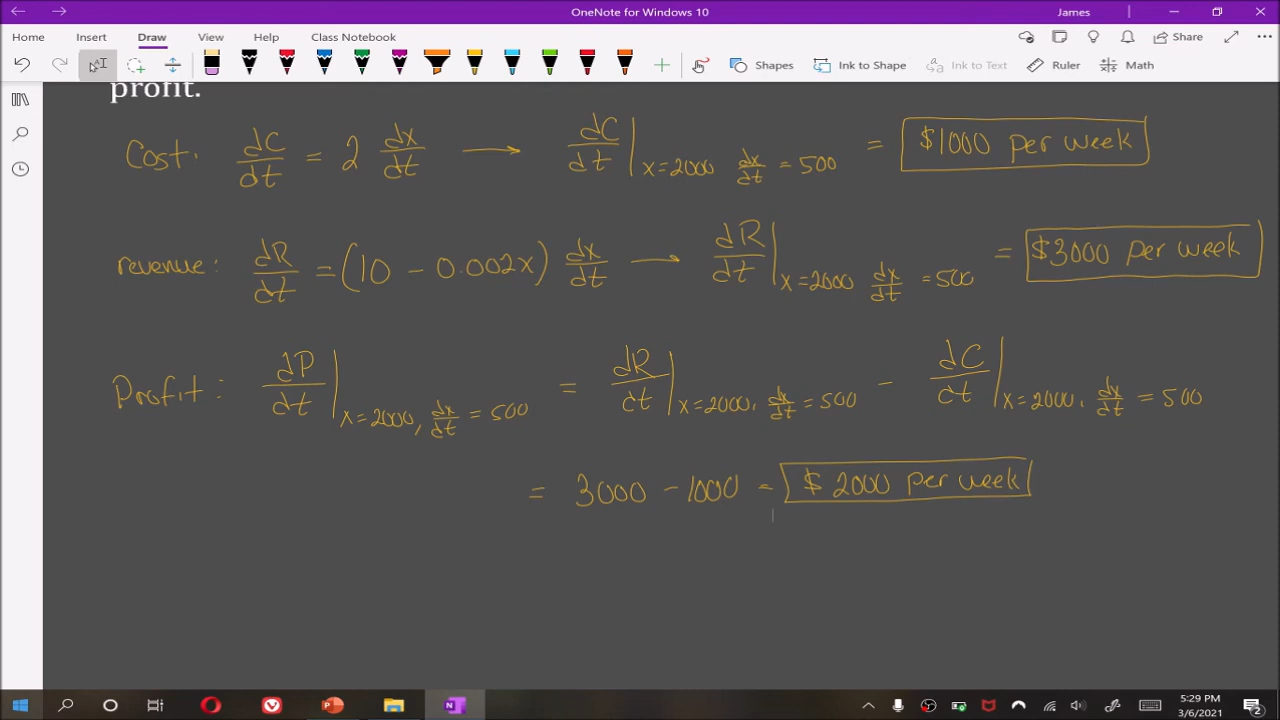 OneNote for Windows 10
James
Home Insert Draw View Help Class Notebook
Share
Shapes Ink to Shape Ink to Text Ruler Math
profit.
Cost: dC/dt = 2 dx/dt → dC/dt | x=2000 dx/dt = 500 = $1000 per week
revenue: dR/dt = (10 - 0.002x) dx/dt → dR/dt | x=2000 dx/dt = 500 = $3000 per week
Profit: dP/dt | x=2000, dx/dt = 500 = dR/dt | x=2000, dx/dt = 500 - dC/dt | x=2000, dx/dt = 500
= 3000 - 1000 = $2000 per week
5:29 PM
3/6/2021
2